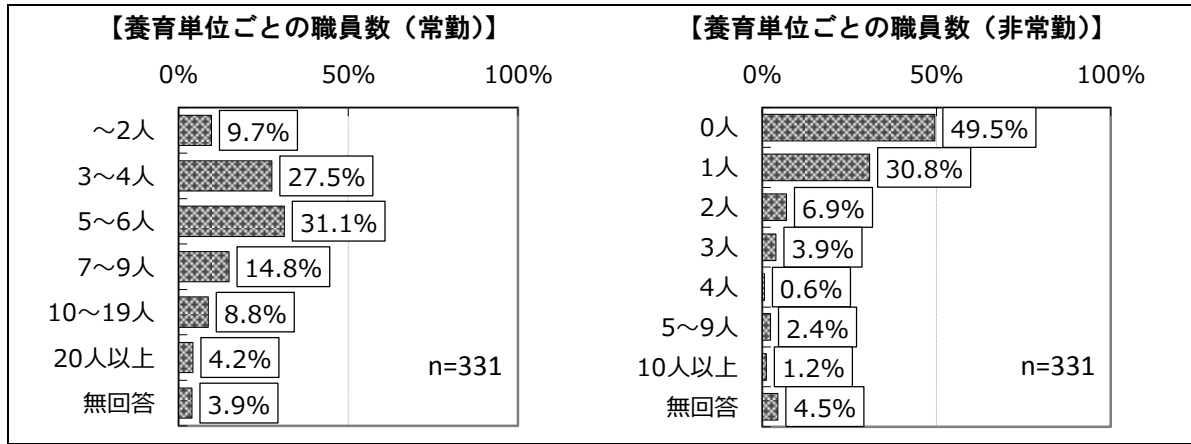 【養育単位ごとの職員数（常勤）】
0% 50% 100%
～2人 9.7%
3～4人 27.5%
5～6人 31.1%
7～9人 14.8%
10～19人 8.8%
20人以上 4.2%
無回答 3.9%
n=331
【養育単位ごとの職員数（非常勤）】
0% 50% 100%
0人 49.5%
1人 30.8%
2人 6.9%
3人 3.9%
4人 0.6%
5～9人 2.4%
10人以上 1.2%
無回答 4.5%
n=331